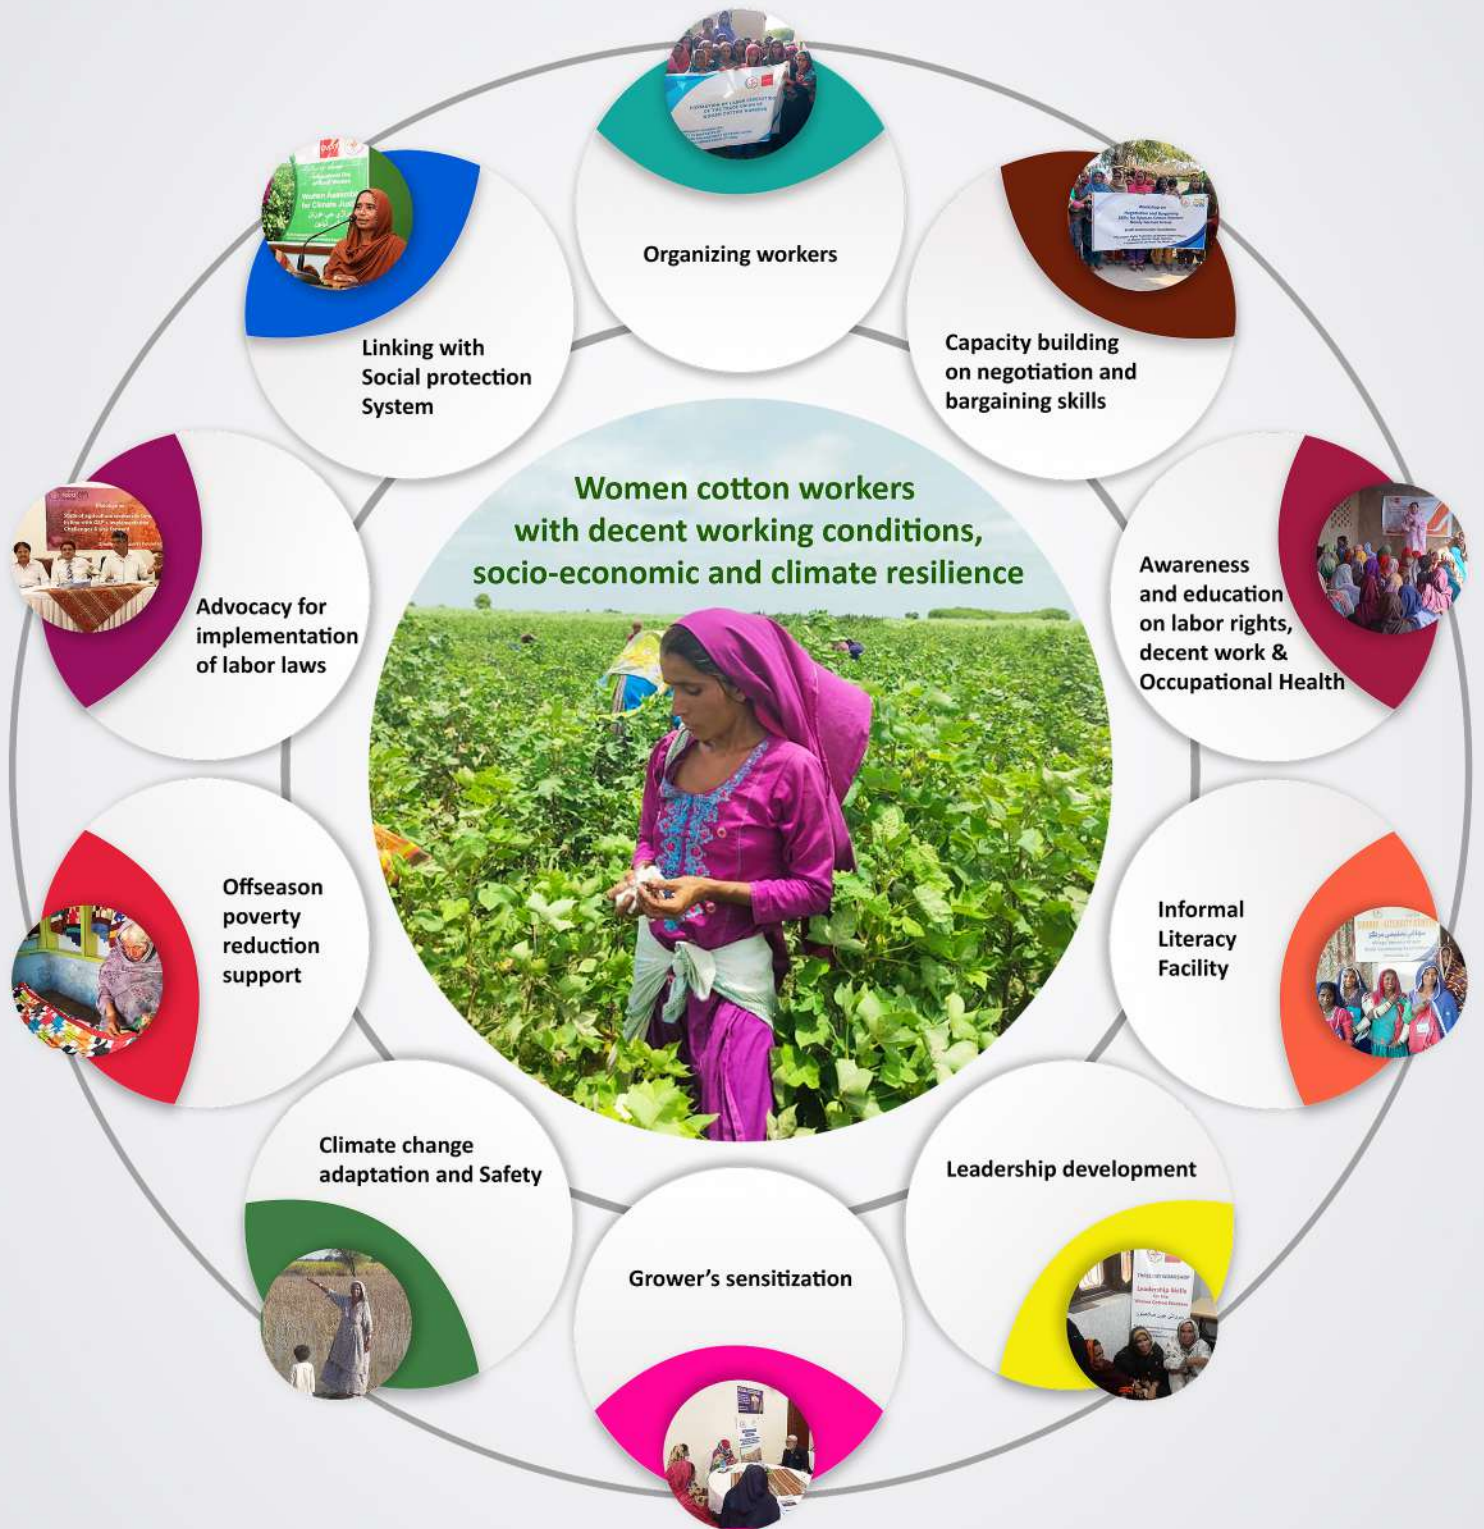 Organizing workers
Capacity building
on negotiation and
bargaining skills
Awareness
and education
on labor rights,
decent work &
Occupational Health
Informal
Literacy
Facility
Leadership development
Grower’s sensitization
Climate change
adaptation and Safety
Offseason
poverty
reduction
support
Advocacy for
implementation
of labor laws
Linking with
Social protection
System
Women cotton workers
with decent working conditions,
socio-economic and climate resilience
Leadership Skills